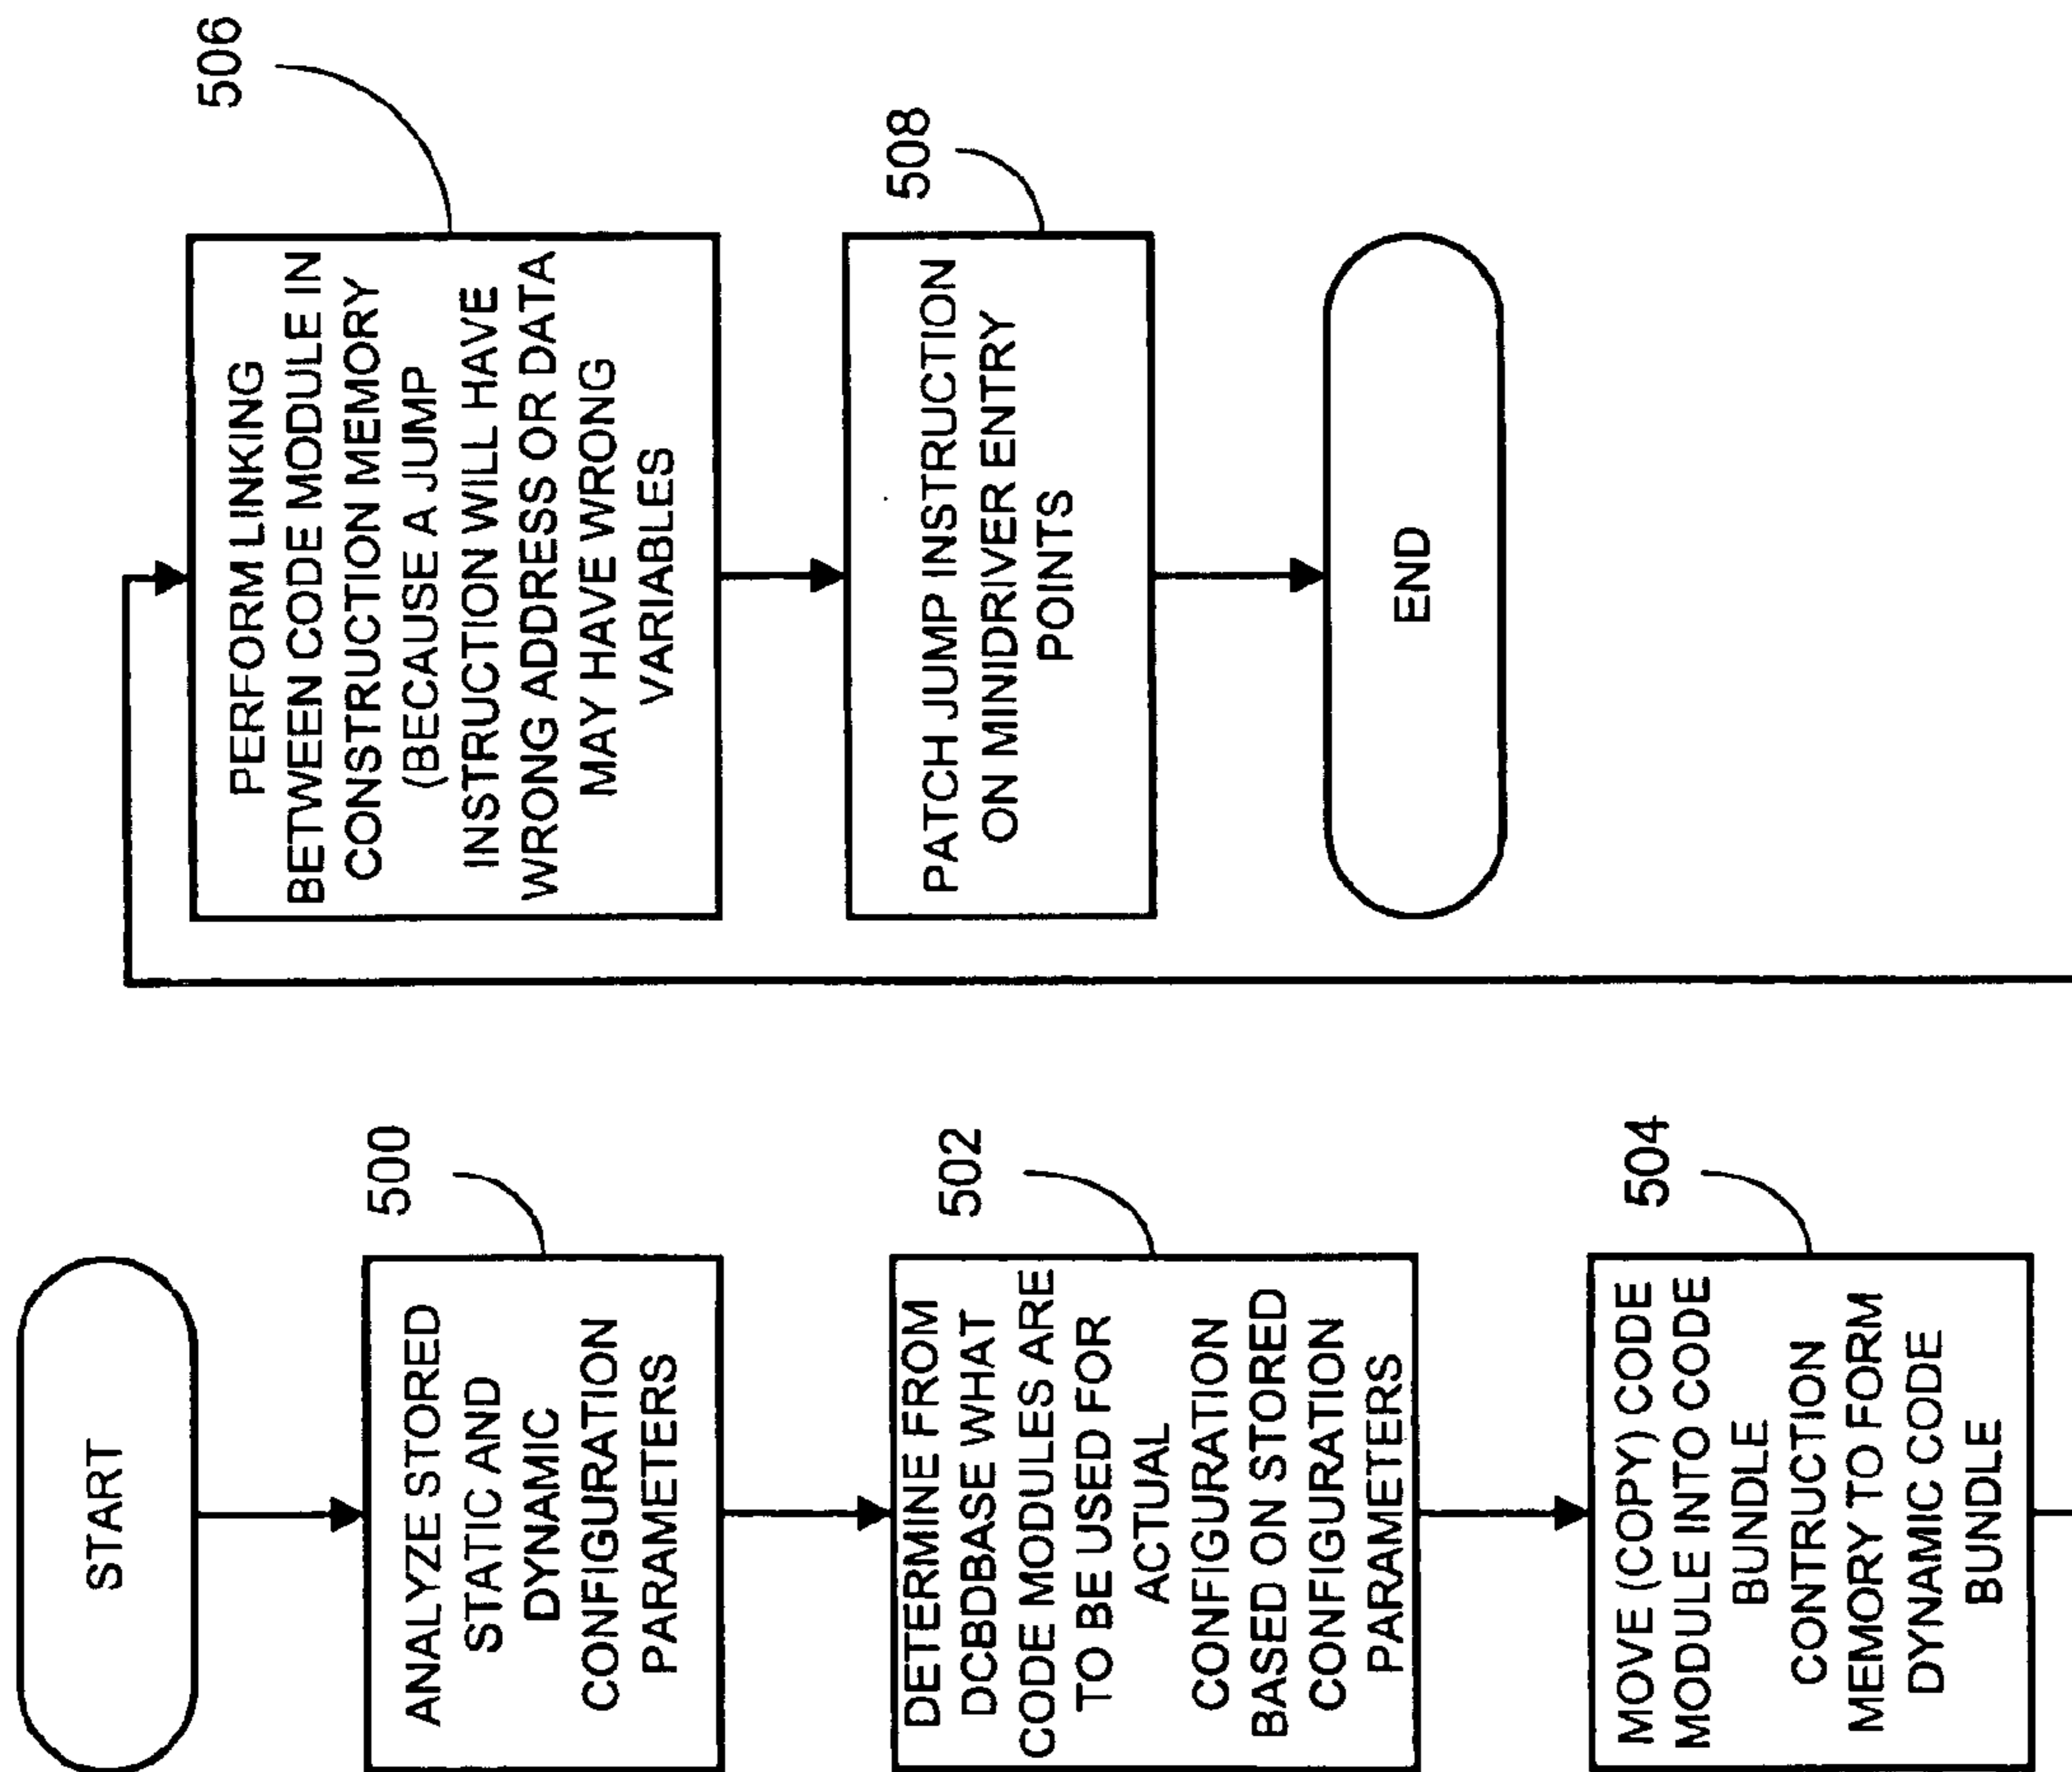 START
500
ANALYZE STORED
STATIC AND
DYNAMIC
CONFIGURATION
PARAMETERS
502
DETERMINE FROM
DCBDBASE WHAT
CODE MODULES ARE
TO BE USED FOR
ACTUAL
CONFIGURATION
BASED ON STORED
CONFIGURATION
PARAMETERS
504
MOVE (COPY) CODE
MODULE INTO CODE
BUNDLE
CONTRUCTION
MEMORY TO FORM
DYNAMIC CODE
BUNDLE
506
PERFORM LINKING
BETWEEN CODE MODULE IN
CONSTRUCTION MEMORY
(BECAUSE A JUMP
INSTRUCTION WILL HAVE
WRONG ADDRESS OR DATA
MAY HAVE WRONG
VARIABLES
508
PATCH JUMP INSTRUCTION
ON MINIDRIVER ENTRY
POINTS
END